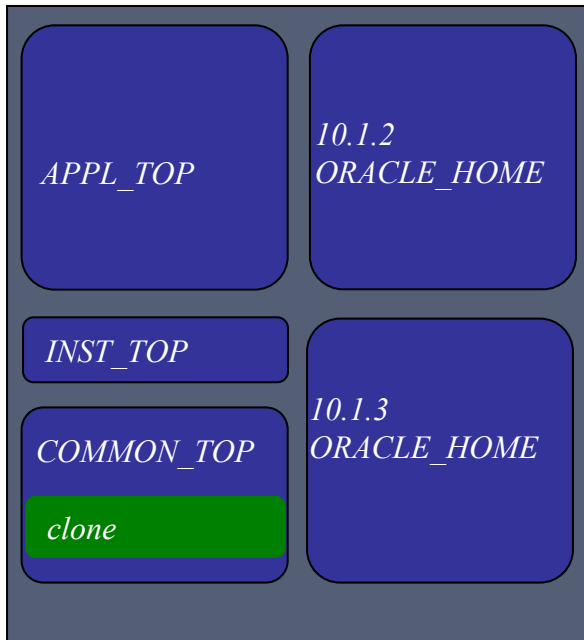 APPL_TOP
10.1.2
ORACLE_HOME
INST_TOP
COMMON_TOP
clone
10.1.3
ORACLE_HOME